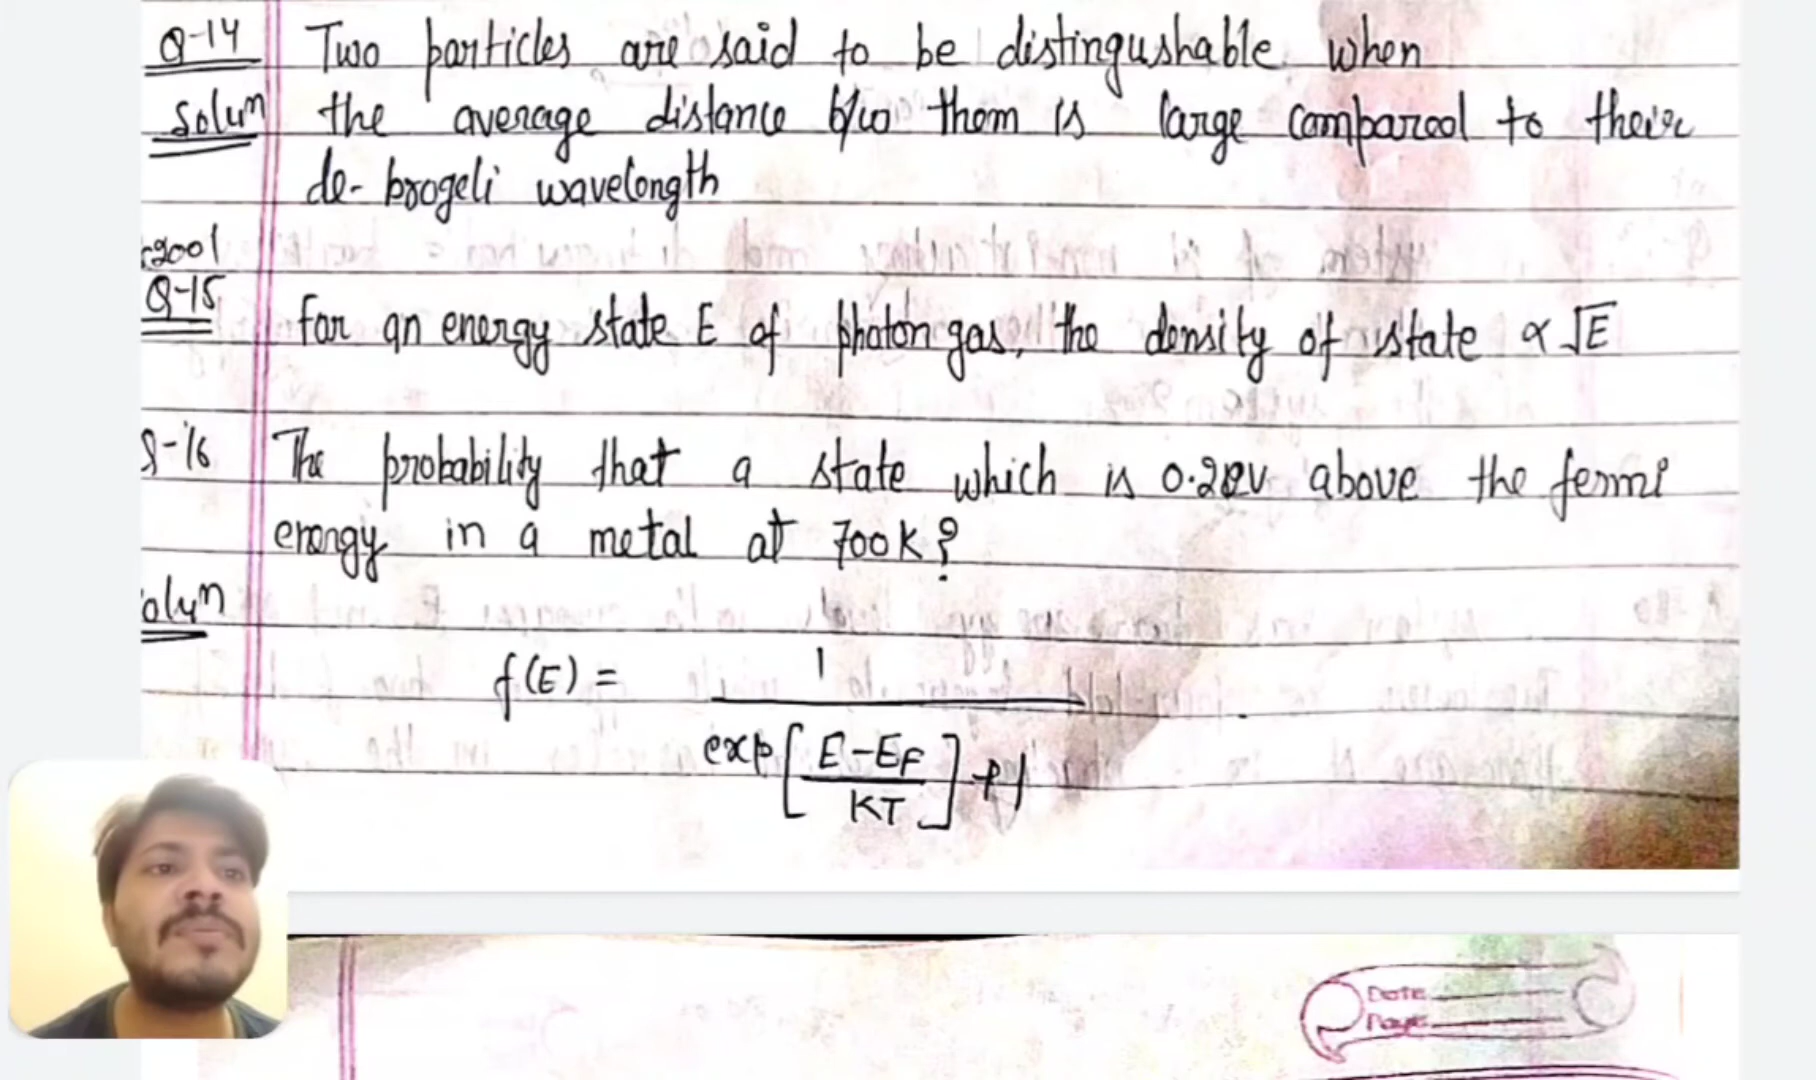 Q-14 Two particles are said to be distingushable when
Solun the average distance b/w them is large compared to their
de-brogeli wavelength
Q-15 for an energy state E of photon gas, the density of state ∝ √E
Q-16 The probability that a state which is 0.2eV above the fermi
energy in a metal at 700K?
olun
f(E) = 1
exp[E-EF
KT]+1
Date
Page